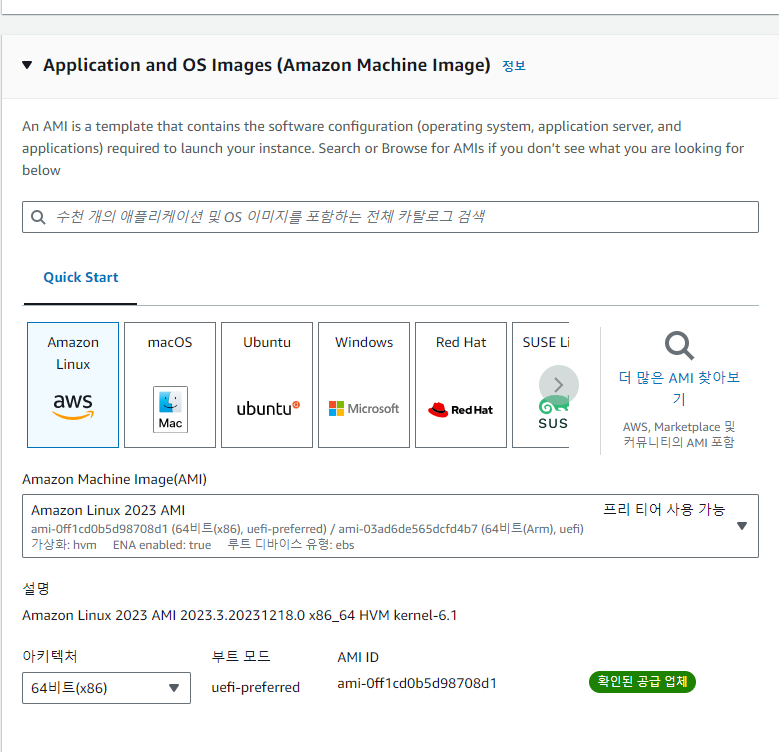 Application and OS Images (Amazon Machine Image) 정보
An AMI is a template that contains the software configuration (operating system, application server, and
applications) required to launch your instance. Search or Browse for AMIs if you don’t see what you are looking for
below
수천 개의 애플리케이션 및 OS 이미지를 포함하는 전체 카탈로그 검색
Quick Start
Amazon
Linux
aws
macOS
Mac
Ubuntu
ubuntu
Windows
Microsoft
Red Hat
Red Hat
SUSE Li
SUS
더 많은 AMI 찾아보
기
AWS, Marketplace 및
커뮤니티의 AMI 포함
Amazon Machine Image(AMI)
Amazon Linux 2023 AMI 프리 티어 사용 가능
ami-0ff1cd0b5d98708d1 (64비트(x86), uefi-preferred) / ami-03ad6de565dcfd4b7 (64비트(Arm), uefi)
가상화: hvm ENA enabled: true 루트 디바이스 유형: ebs
설명
Amazon Linux 2023 AMI 2023.3.20231218.0 x86_64 HVM kernel-6.1
아키텍처 부트 모드 AMI ID
64비트(x86) uefi-preferred ami-0ff1cd0b5d98708d1 확인된 공급 업체